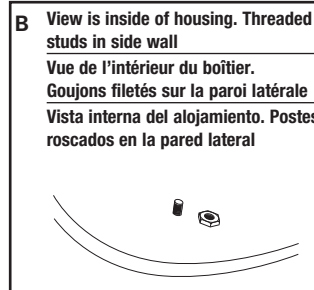 B
View is inside of housing. Threaded
studs in side wall
Vue de l'intérieur du boîtier.
Goujons filetés sur la paroi latérale
Vista interna del alojamiento. Postes
roscados en la pared lateral